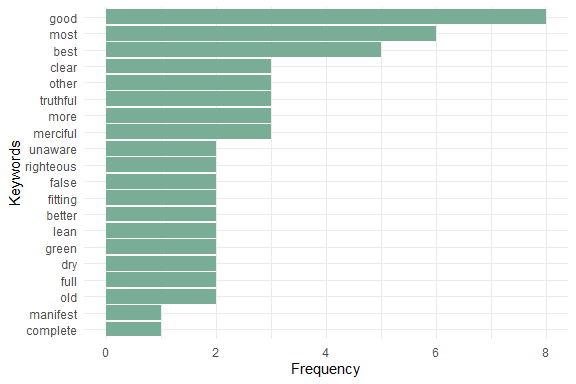 good
most
best
clear
other
truthful
more
merciful
unaware
righteous
false
fitting
better
lean
green
dry
full
old
manifest
complete
Keywords
0 2 4 6 8
Frequency